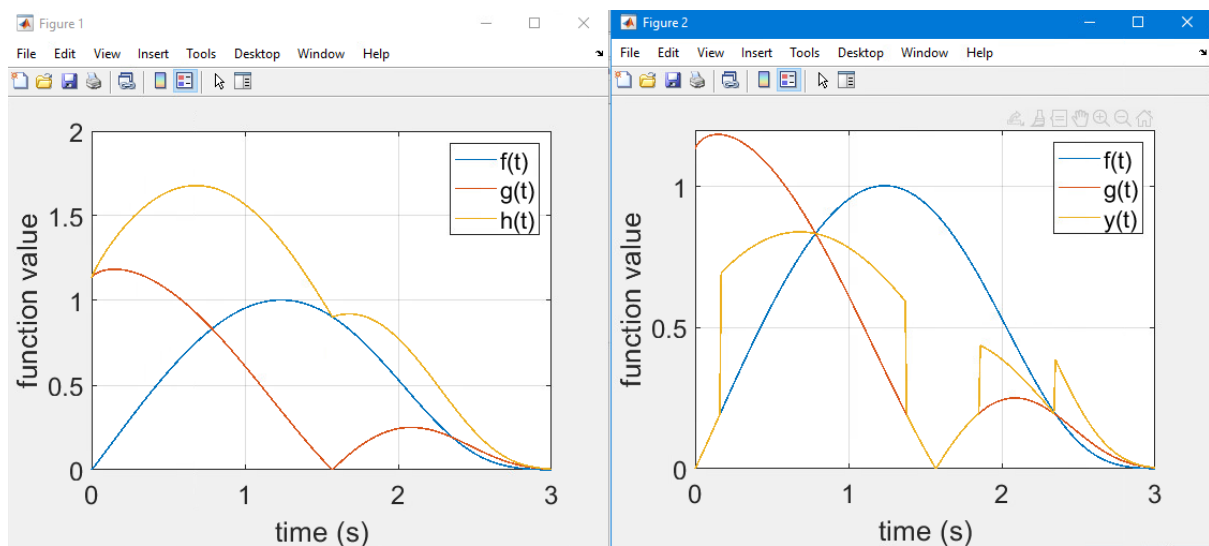 Figure 1
File Edit View Insert Tools Desktop Window Help
2
1.5
1
0.5
0
function value
f(t)
g(t)
h(t)
0 1 2 3
time (s)
Figure 2
File Edit View Insert Tools Desktop Window Help
1
0.5
0
function value
f(t)
g(t)
y(t)
0 1 2 3
time (s)